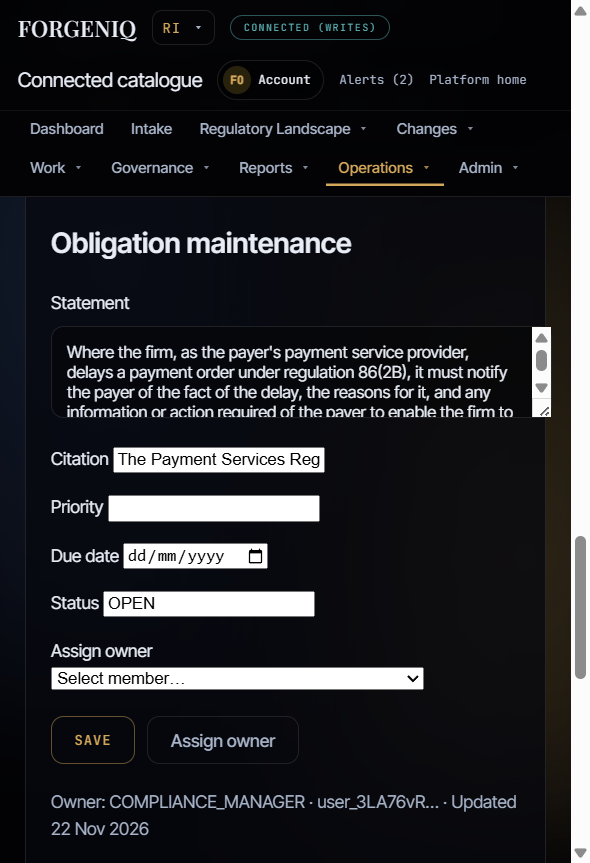 FORGENIQ RI CONNECTED (WRITES)
Connected catalogue FO Account Alerts (2) Platform home
Dashboard Intake Regulatory Landscape Changes
Work Governance Reports Operations Admin
Obligation maintenance
Statement
Where the firm, as the payer's payment service provider,
delays a payment order under regulation 86(2B), it must notify
the payer of the fact of the delay, the reasons for it, and any
information or action required of the payer to enable the firm to
Citation The Payment Services Reg
Priority
Due date dd/mm/yyyy
Status OPEN
Assign owner
Select member…
SAVE Assign owner
Owner: COMPLIANCE_MANAGER · user_3LA76vR… · Updated
22 Nov 2026